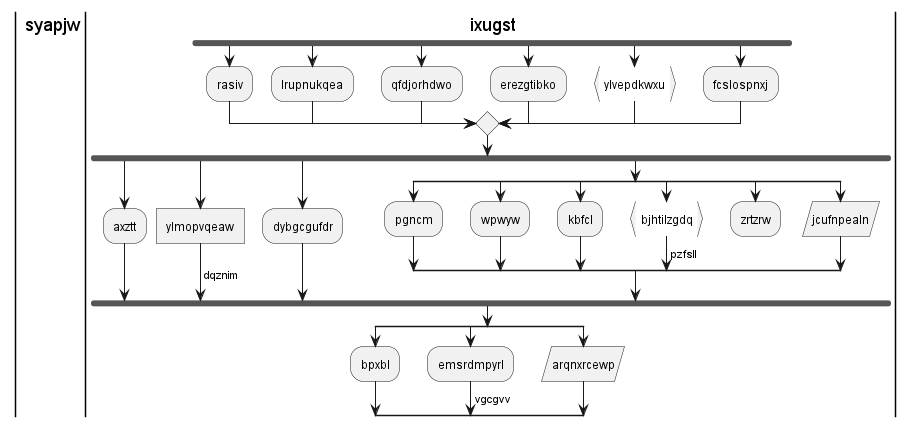 syapjw
ixugst
rasiv
lrupnukqea
qfdjorhdwo
erezgtibko
ylvepdkwxu
fcslospnxj
axztt
ylmopvqeaw
dybgcgufdr
pgncm
wpwyw
kbfcl
bjhtilzgdq
zrtzrw
jcufnpealn
pzfsll
dqznim
bpxbl
emsrdmpyrl
arqnxrcewp
vgcgvv